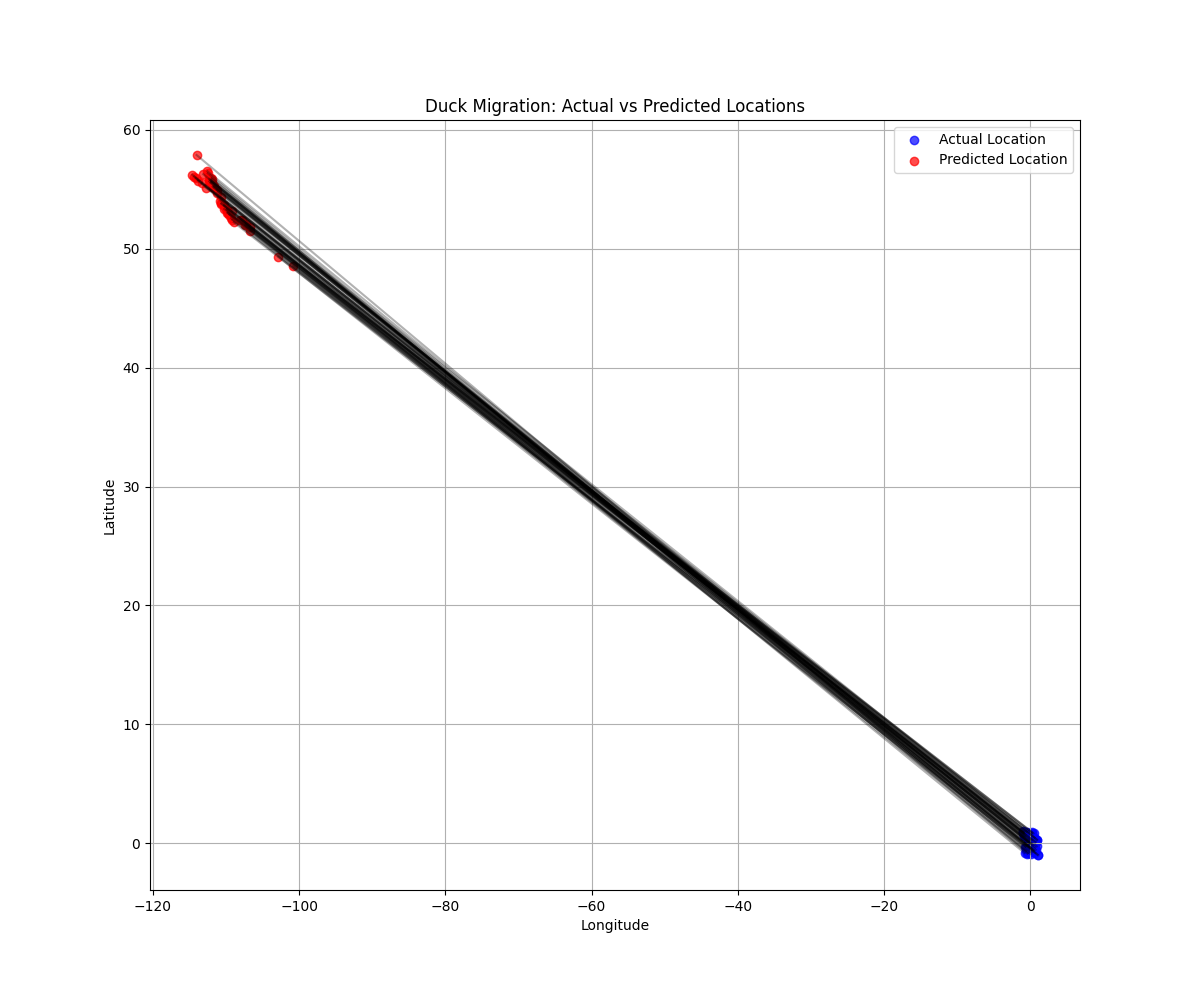 Duck Migration: Actual vs Predicted Locations
Actual Location
Predicted Location
60
50
40
30
20
10
0
Latitude
−120
−100
−80
−60
−40
−20
0
Longitude